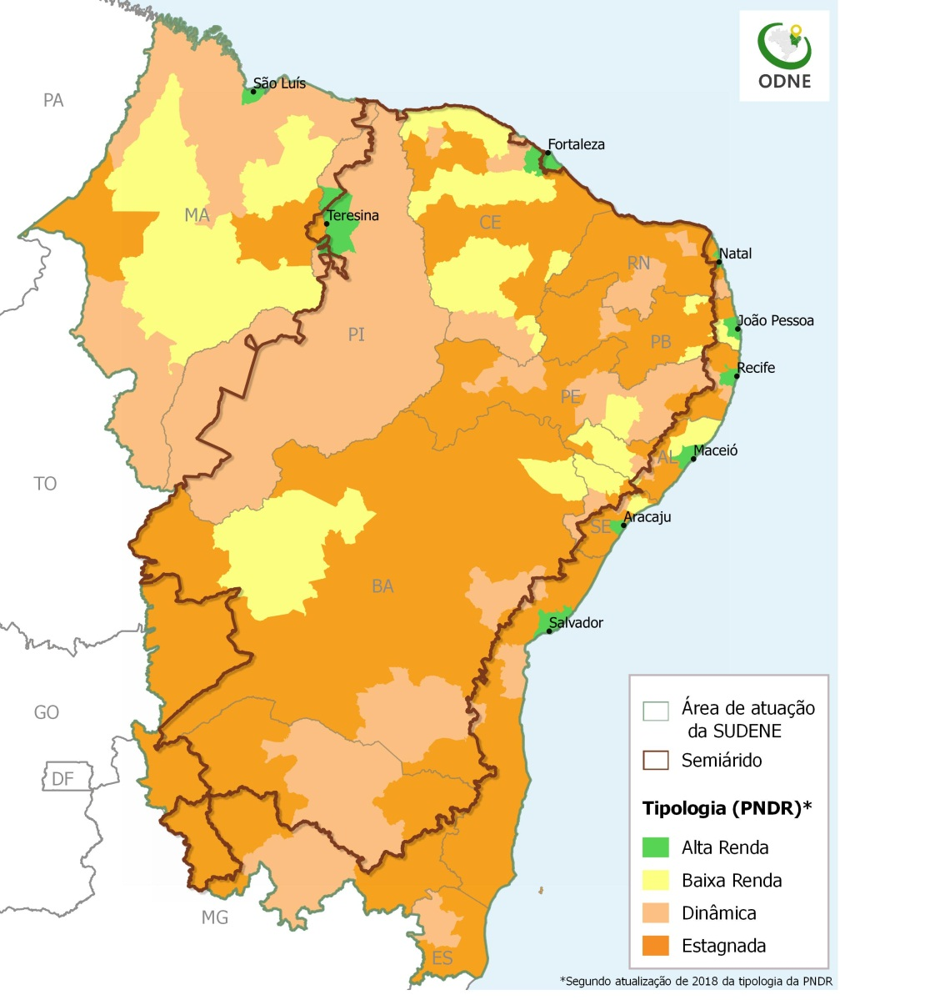 ODNE
São Luís
PA
Fortaleza
MA
Teresina
CE
Natal
RN
João Pessoa
PI
PB
Recife
PE
Maceió
AL
TO
Aracaju
SE
BA
Salvador
GO
DF
MG
ES
Área de atuação
da SUDENE
Semiárido
Tipologia (PNDR)*
Alta Renda
Baixa Renda
Dinâmica
Estagnada
*Segundo atualização de 2018 da tipologia da PNDR